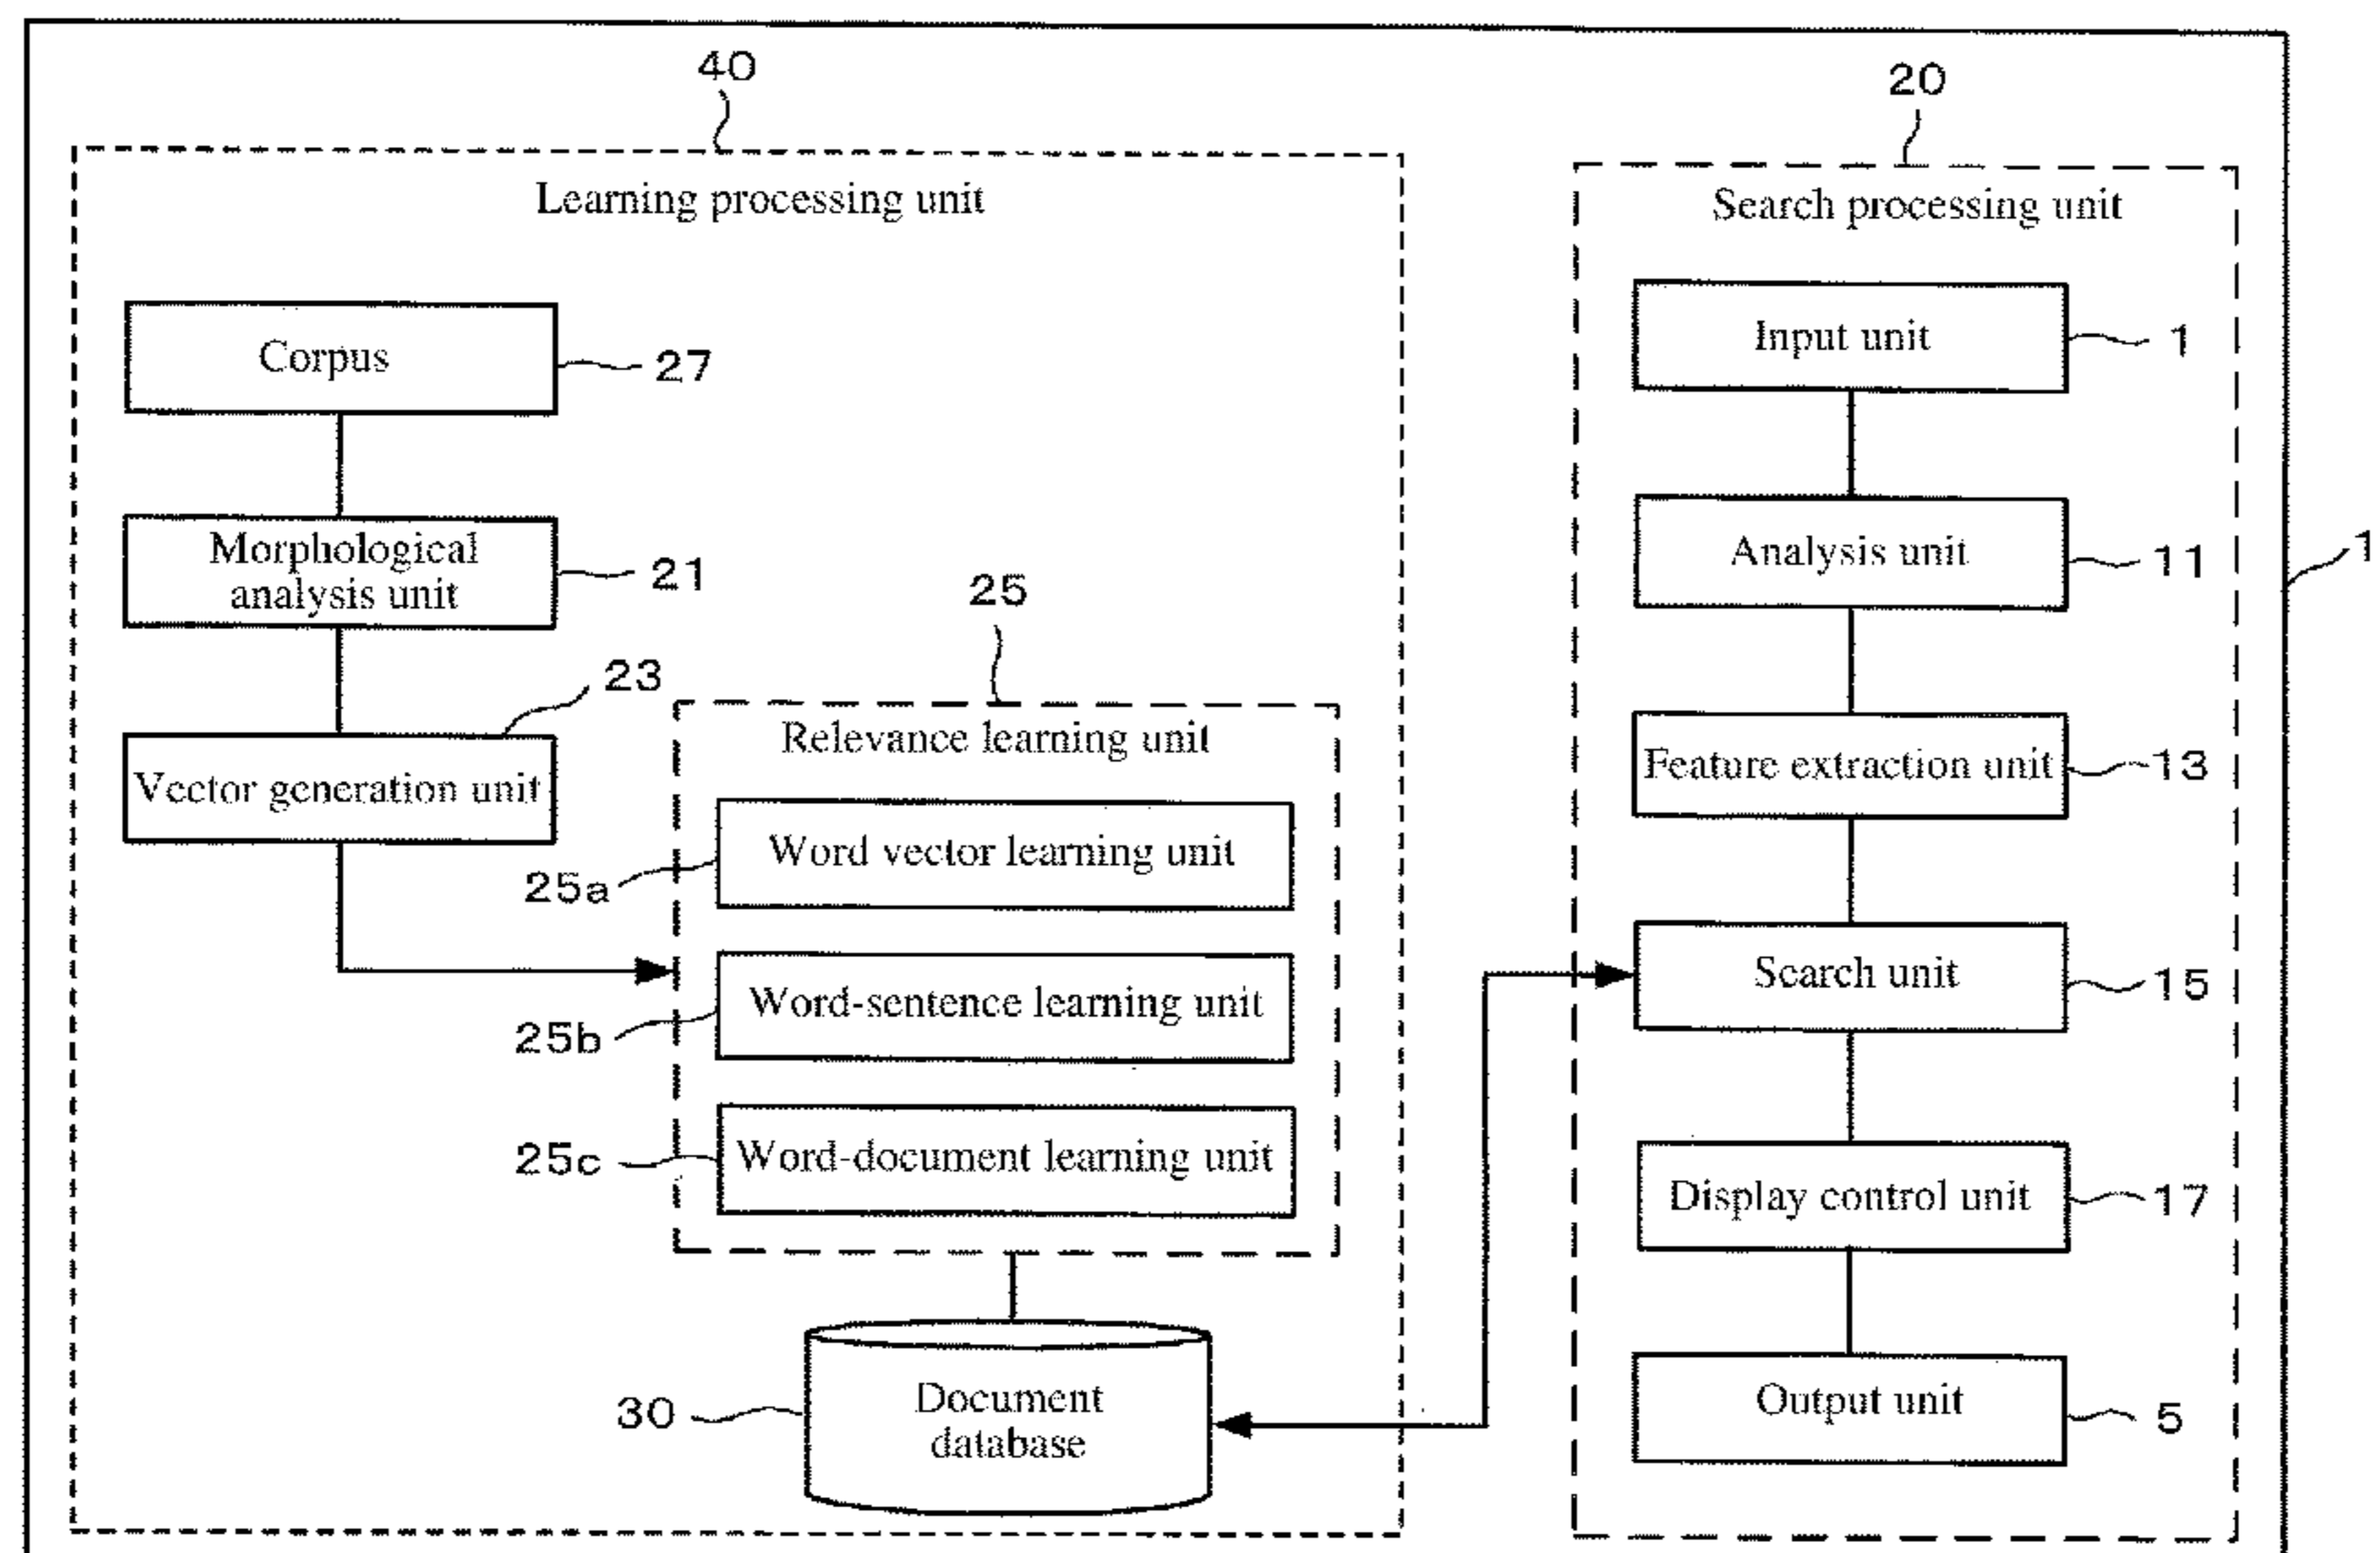 40
Learning processing unit
Corpus
27
Morphological
analysis unit
21
23
Vector generation unit
25
Relevance learning unit
Word vector learning unit
25a
Word-sentence learning unit
25b
Word-document learning unit
25c
Document
database
30
20
Search processing unit
Input unit
1
Analysis unit
11
Feature extraction unit
13
Search unit
15
Display control unit
17
Output unit
5
1